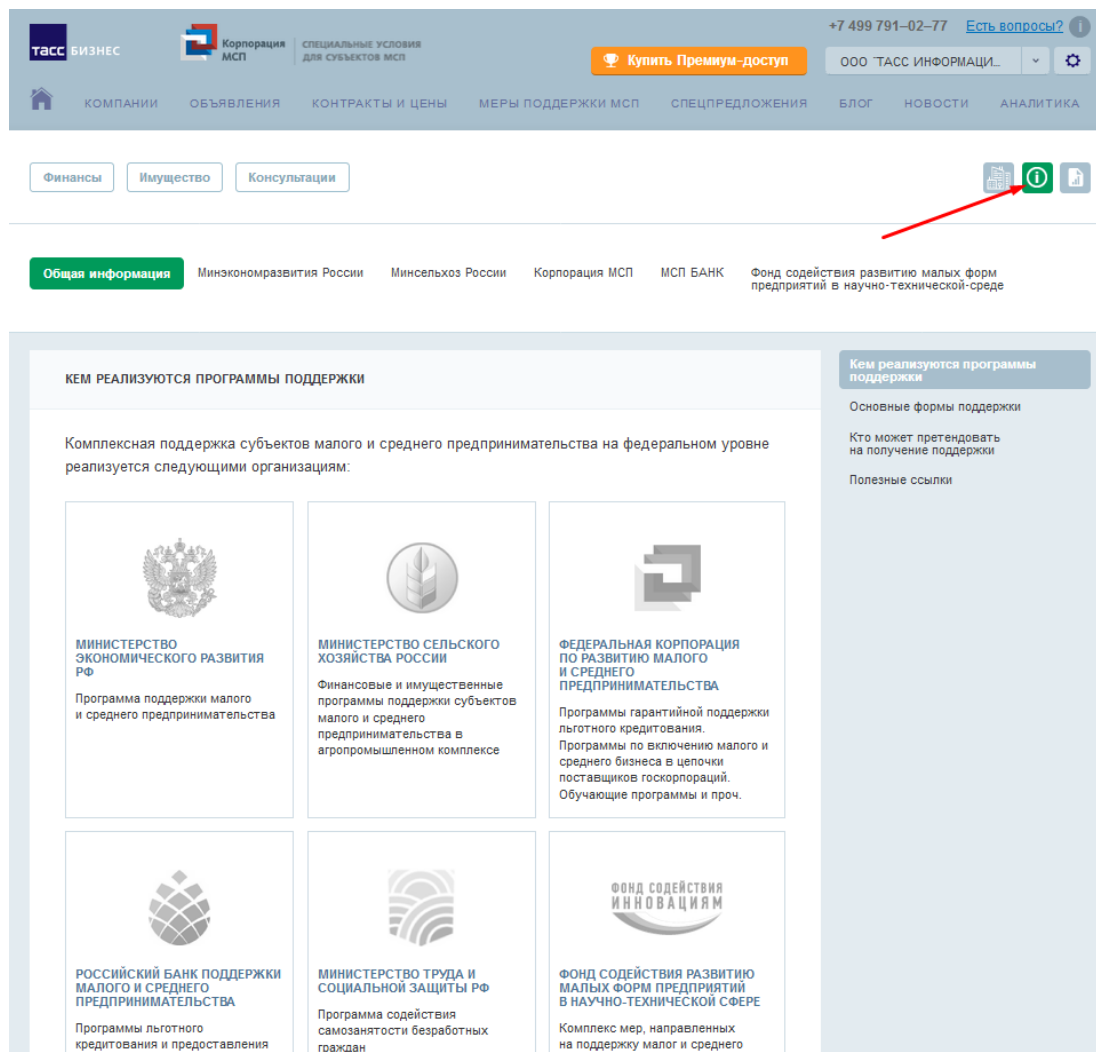 +7 499 791–02–77 Есть вопросы?
тасс БИЗНЕС
Корпорация
МСП
СПЕЦИАЛЬНЫЕ УСЛОВИЯ
ДЛЯ СУБЪЕКТОВ МСП
Купить Премиум-доступ
ООО "ТАСС ИНФОРМАЦИ...
КОМПАНИИ ОБЪЯВЛЕНИЯ КОНТРАКТЫ И ЦЕНЫ МЕРЫ ПОДДЕРЖКИ МСП СПЕЦПРЕДЛОЖЕНИЯ БЛОГ НОВОСТИ АНАЛИТИКА
Финансы Имущество Консультации
Общая информация Минэкономразвития России Минсельхоз России Корпорация МСП МСП БАНК Фонд содействия развитию малых форм
предприятий в научно-технической-среде
КЕМ РЕАЛИЗУЮТСЯ ПРОГРАММЫ ПОДДЕРЖКИ
Комплексная поддержка субъектов малого и среднего предпринимательства на федеральном уровне
реализуется следующими организациям:
МИНИСТЕРСТВО
ЭКОНОМИЧЕСКОГО РАЗВИТИЯ
РФ
Программа поддержки малого
и среднего предпринимательства
МИНИСТЕРСТВО СЕЛЬСКОГО
ХОЗЯЙСТВА РОССИИ
Финансовые и имущественные
программы поддержки субъектов
малого и среднего
предпринимательства в
агропромышленном комплексе
ФЕДЕРАЛЬНАЯ КОРПОРАЦИЯ
ПО РАЗВИТИЮ МАЛОГО
И СРЕДНЕГО
ПРЕДПРИНИМАТЕЛЬСТВА
Программы гарантийной поддержки
льготного кредитования.
Программы по включению малого и
среднего бизнеса в цепочки
поставщиков госкорпораций.
Обучающие программы и проч.
РОССИЙСКИЙ БАНК ПОДДЕРЖКИ
МАЛОГО И СРЕДНЕГО
ПРЕДПРИНИМАТЕЛЬСТВА
Программы льготного
кредитования и предоставления
МИНИСТЕРСТВО ТРУДА И
СОЦИАЛЬНОЙ ЗАЩИТЫ РФ
Программа содействия
самозанятости безработных
граждан
ФОНД СОДЕЙСТВИЯ
ИННОВАЦИЯМ
ФОНД СОДЕЙСТВИЯ РАЗВИТИЮ
МАЛЫХ ФОРМ ПРЕДПРИЯТИЙ
В НАУЧНО-ТЕХНИЧЕСКОЙ СФЕРЕ
Комплекс мер, направленных
на поддержку малог и среднего
Кем реализуются программы
поддержки
Основные формы поддержки
Кто может претендовать
на получение поддержки
Полезные ссылки